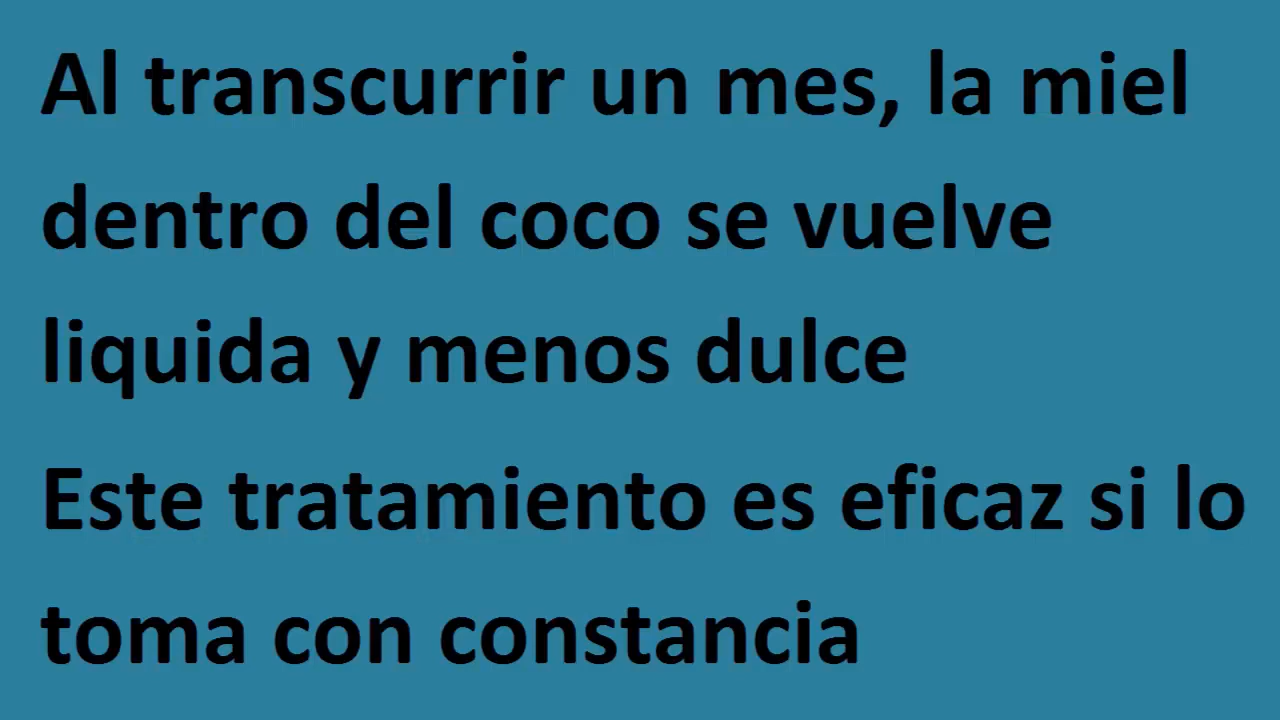 Al transcurrir un mes, la miel
dentro del coco se vuelve
liquida y menos dulce
Este tratamiento es eficaz si lo
toma con constancia